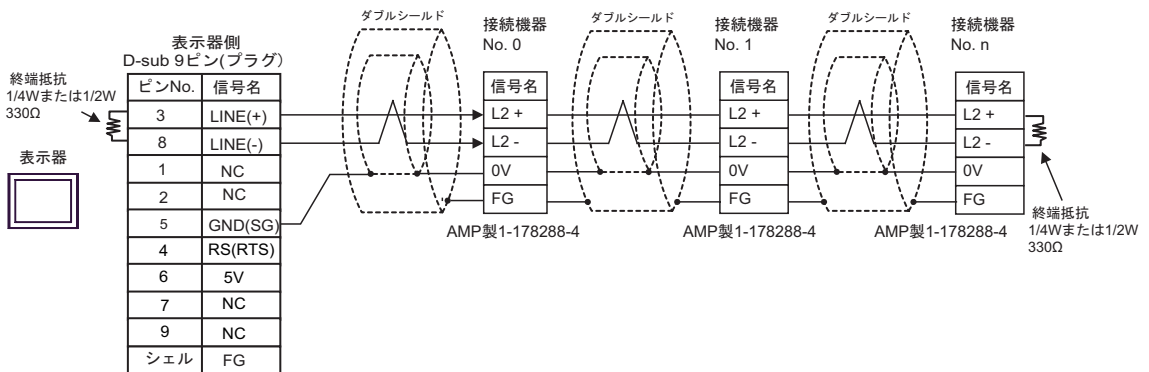 ダブルシールド
ダブルシールド
ダブルシールド
表示器側
D-sub 9ピン(プラグ)
接続機器
No. 0
接続機器
No. 1
接続機器
No. n
終端抵抗
1/4Wまたは1/2W
330Ω
表示器
ピンNo. 信号名
3 LINE(+)
8 LINE(-)
1 NC
2 NC
5 GND(SG)
4 RS(RTS)
6 5V
7 NC
9 NC
シェル FG
信号名
L2 +
L2 -
0V
FG
AMP製1-178288-4
信号名
L2 +
L2 -
0V
FG
AMP製1-178288-4
信号名
L2 +
L2 -
0V
FG
AMP製1-178288-4
終端抵抗
1/4Wまたは1/2W
330Ω